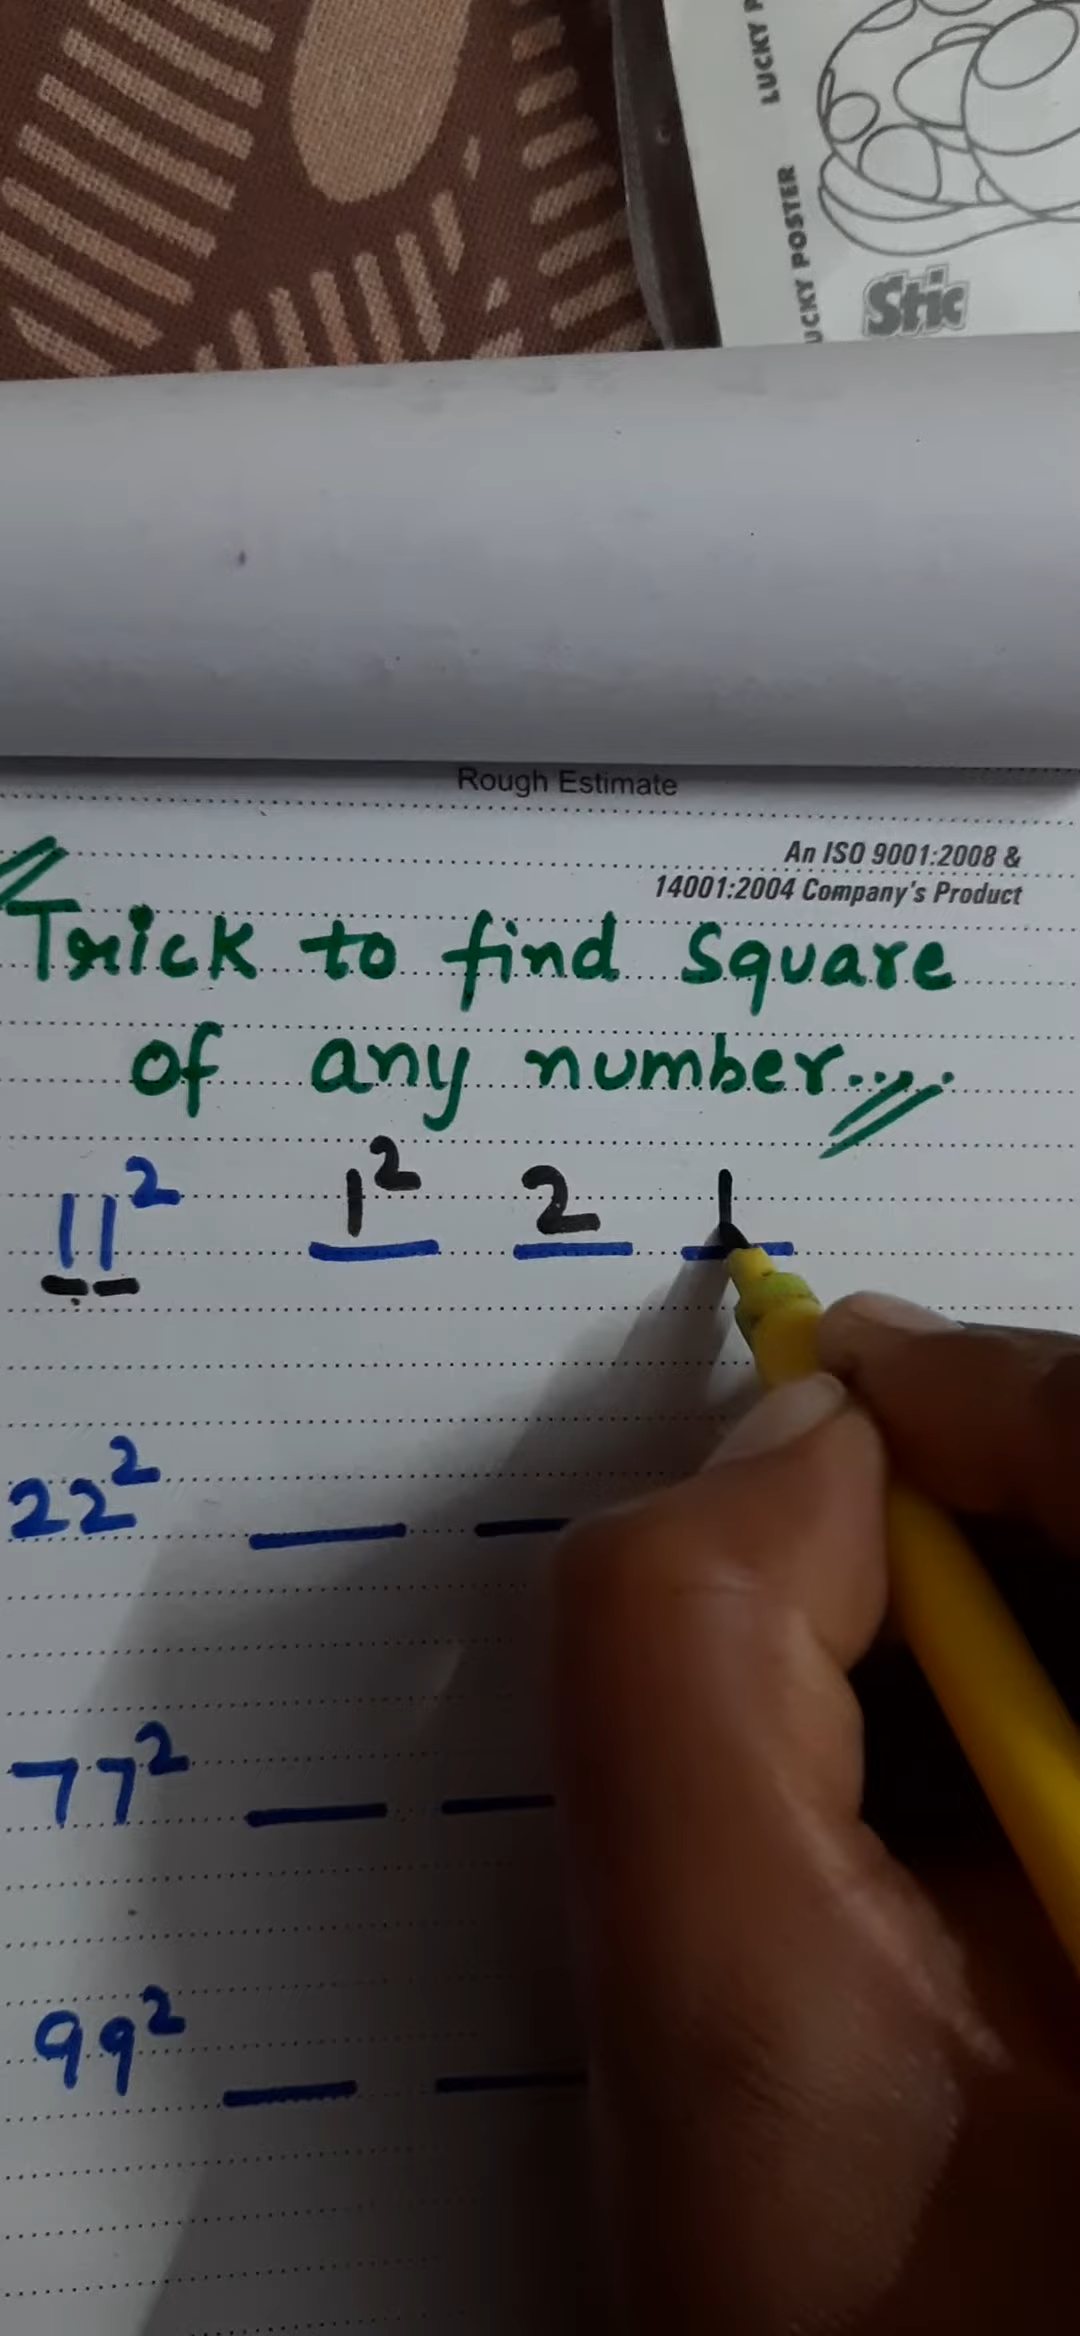 LUCKY P
UCKY POSTER
Stic
Rough Estimate
An ISO 9001:2008 &
14001:2004 Company's Product
Trick to find Square
of any number....
11² 1² 2 1
22²
77²
99²